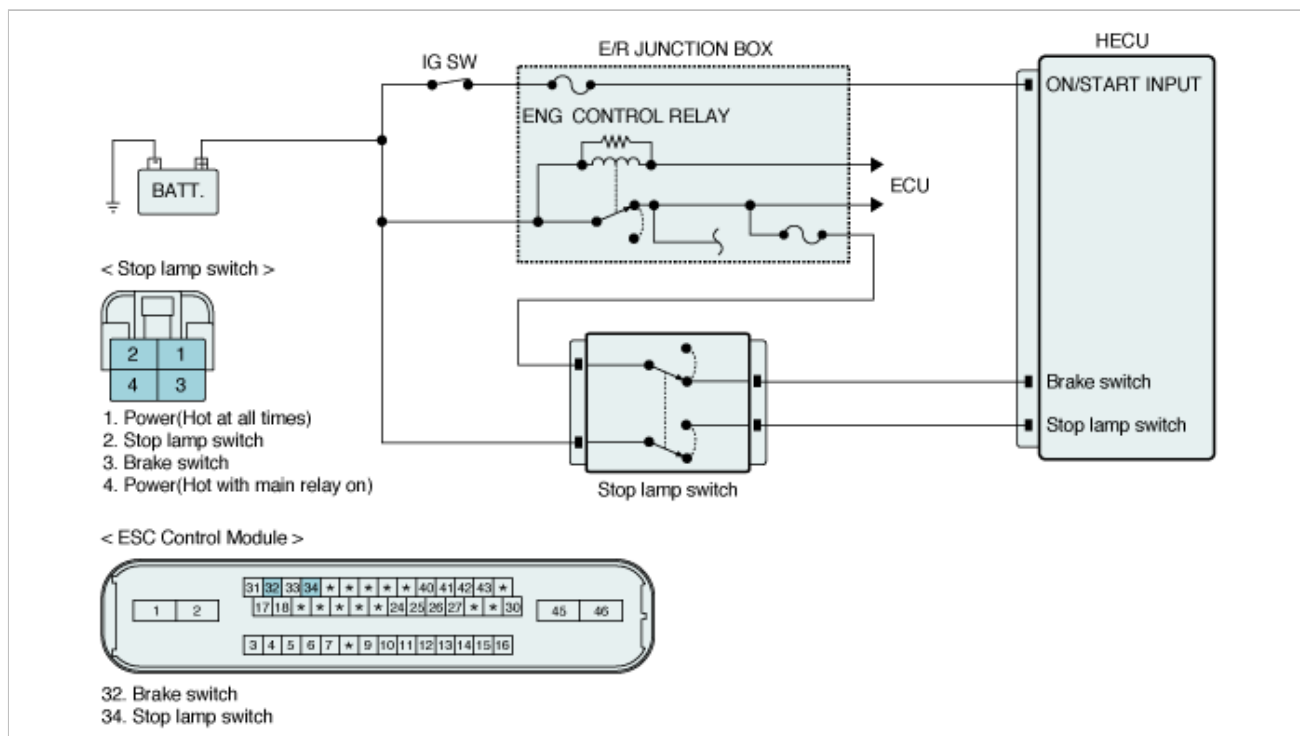 E/R JUNCTION BOX
HECU
IG SW
ON/START INPUT
ENG CONTROL RELAY
BATT.
ECU
< Stop lamp switch >
2 1
4 3
1. Power(Hot at all times)
2. Stop lamp switch
3. Brake switch
4. Power(Hot with main relay on)
Brake switch
Stop lamp switch
Stop lamp switch
< ESC Control Module >
31 32 33 34 * * * * * 40 41 42 43 *
1 2
17 18 * * * * * 24 25 26 27 * * 30
45 46
3 4 5 6 7 * 9 10 11 12 13 14 15 16
32. Brake switch
34. Stop lamp switch